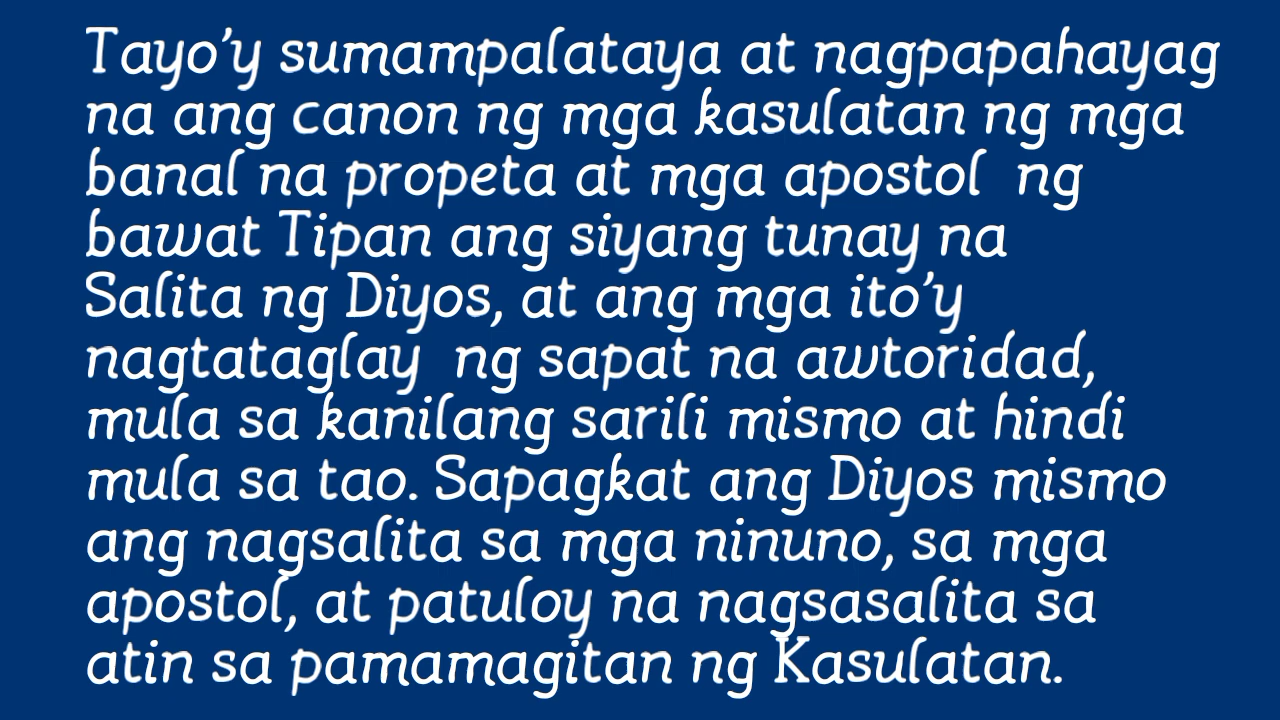 Tayo’y sumampalataya at nagpapahayag
na ang canon ng mga kasulatan ng mga
banal na propeta at mga apostol  ng
bawat Tipan ang siyang tunay na
Salita ng Diyos, at ang mga ito’y
nagtataglay  ng sapat na awtoridad,
mula sa kanilang sarili mismo at hindi
mula sa tao. Sapagkat ang Diyos mismo
ang nagsalita sa mga ninuno, sa mga
apostol, at patuloy na nagsasalita sa
atin sa pamamagitan ng Kasulatan.